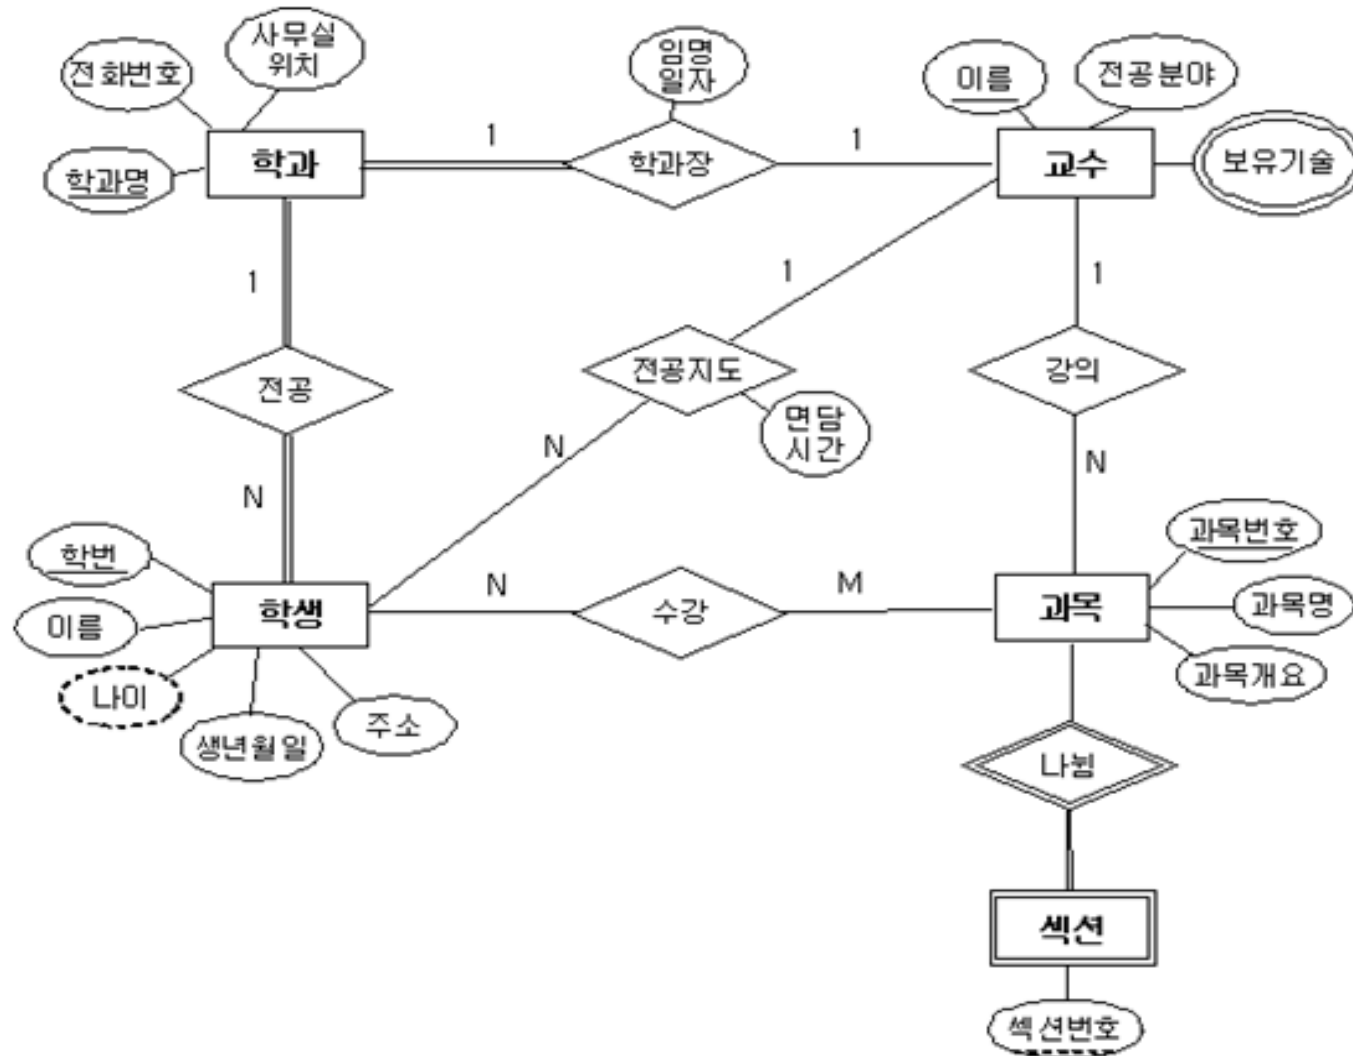 사무실
위치
전화번호
학과명
학과
1
임명
일자
학과장
1
이름
전공분야
교수
보유기술
1
전공
N
1
전공지도
면담
시간
N
1
강의
N
학번
이름
나이
생년월일
주소
학생
N
수강
M
과목
과목번호
과목명
과목개요
나뉨
섹션
섹션번호